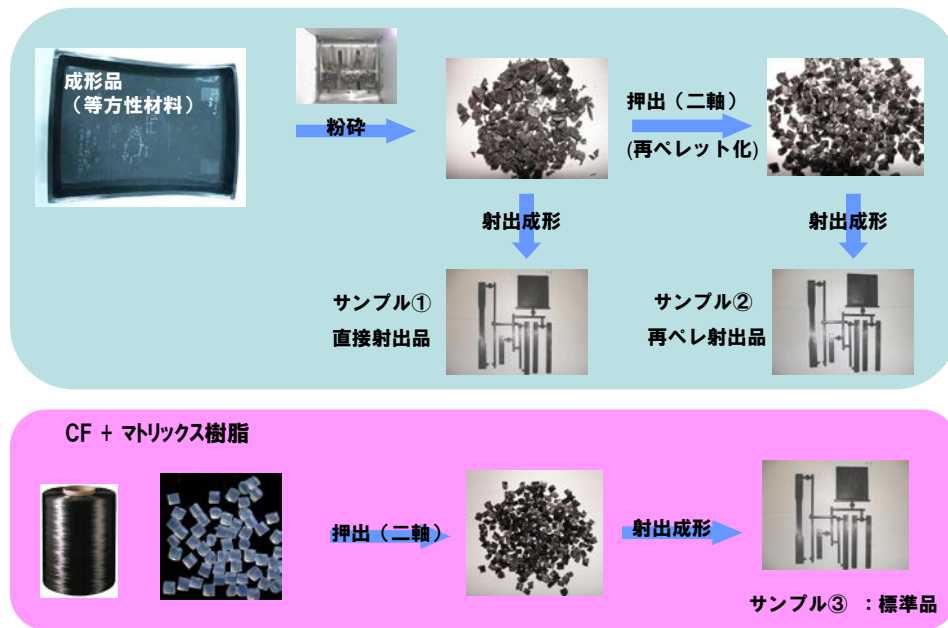 成形品
（等方性材料）
粉砕
押出（二軸）
(再ペレット化)
射出成形
射出成形
サンプル①
直接射出品
サンプル②
再ペレ射出品
CF + マトリックス樹脂
押出（二軸）
射出成形
サンプル③ ：標準品